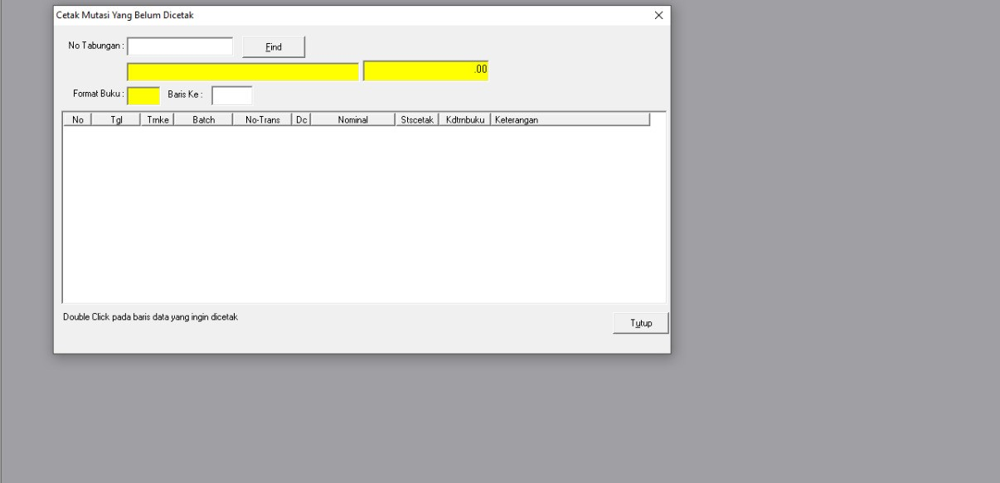 Cetak Mutasi Yang Belum Dicetak
No Tabungan : Find
.00
Format Buku : Baris Ke :
No Tgl Trnke Batch No-Trans Dc Nominal Stscetak Kdtrnbuku Keterangan
Double Click pada baris data yang ingin dicetak
Tutup